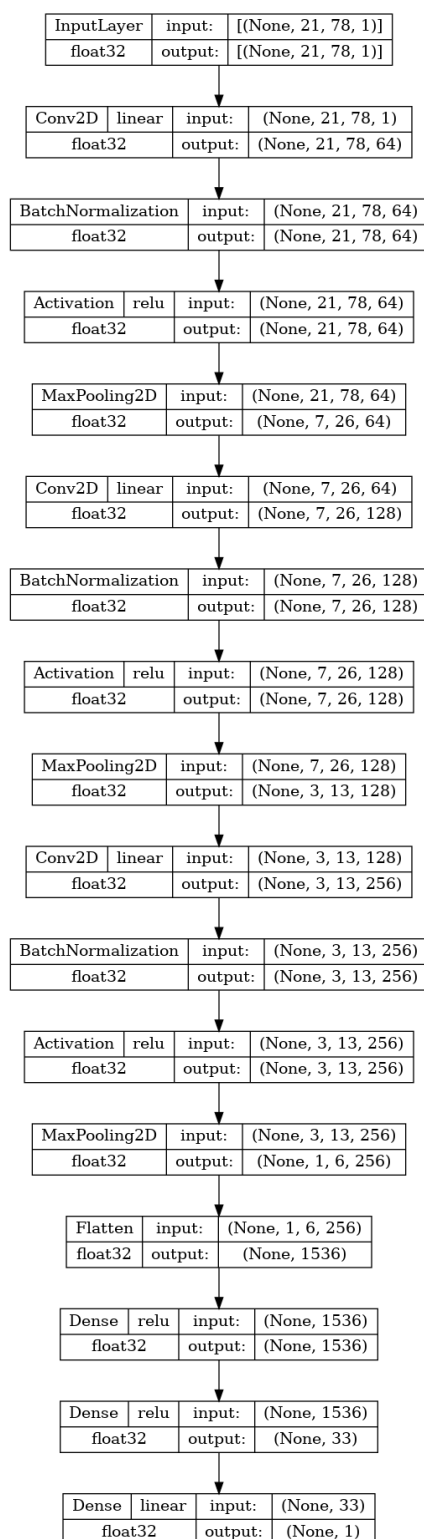 InputLayer input: [(None, 21, 78, 1)]
float32 output: [(None, 21, 78, 1)]
Conv2D linear input: (None, 21, 78, 1)
float32 output: (None, 21, 78, 64)
BatchNormalization input: (None, 21, 78, 64)
float32 output: (None, 21, 78, 64)
Activation relu input: (None, 21, 78, 64)
float32 output: (None, 21, 78, 64)
MaxPooling2D input: (None, 21, 78, 64)
float32 output: (None, 7, 26, 64)
Conv2D linear input: (None, 7, 26, 64)
float32 output: (None, 7, 26, 128)
BatchNormalization input: (None, 7, 26, 128)
float32 output: (None, 7, 26, 128)
Activation relu input: (None, 7, 26, 128)
float32 output: (None, 7, 26, 128)
MaxPooling2D input: (None, 7, 26, 128)
float32 output: (None, 3, 13, 128)
Conv2D linear input: (None, 3, 13, 128)
float32 output: (None, 3, 13, 256)
BatchNormalization input: (None, 3, 13, 256)
float32 output: (None, 3, 13, 256)
Activation relu input: (None, 3, 13, 256)
float32 output: (None, 3, 13, 256)
MaxPooling2D input: (None, 3, 13, 256)
float32 output: (None, 1, 6, 256)
Flatten input: (None, 1, 6, 256)
float32 output: (None, 1536)
Dense relu input: (None, 1536)
float32 output: (None, 1536)
Dense relu input: (None, 1536)
float32 output: (None, 33)
Dense linear input: (None, 33)
float32 output: (None, 1)